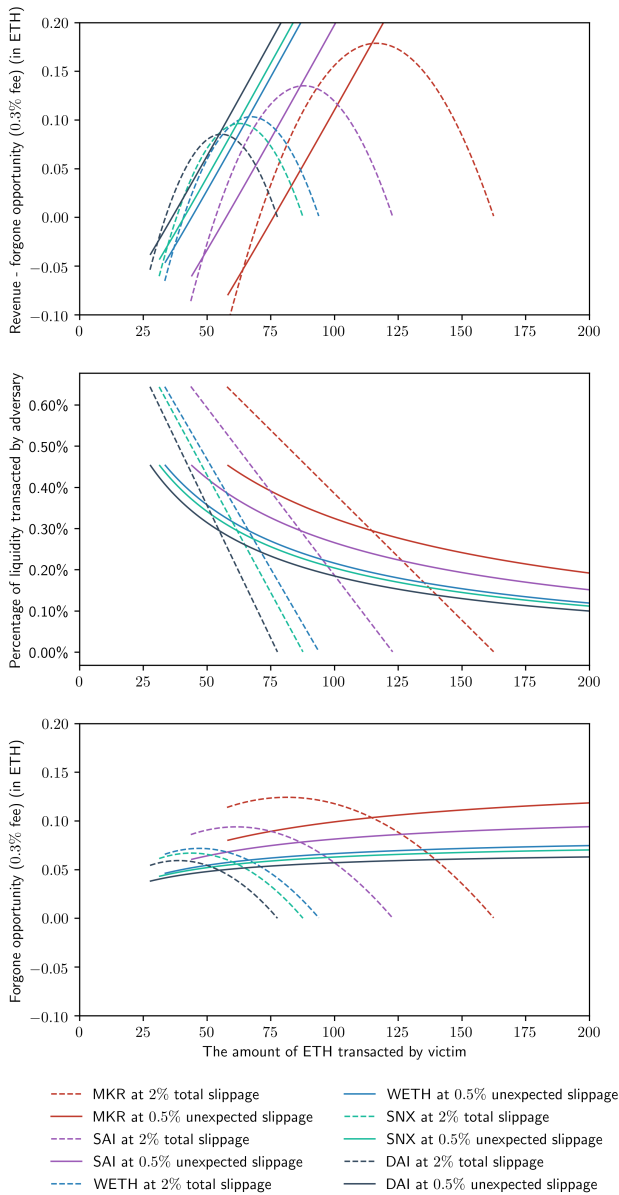 Revenue - forgone opportunity (0.3% fee) (in ETH)
0.20
0.15
0.10
0.05
0.00
−0.05
−0.10
0 25 50 75 100 125 150 175 200
Percentage of liquidity transacted by adversary
0.60%
0.50%
0.40%
0.30%
0.20%
0.10%
0.00%
0 25 50 75 100 125 150 175 200
Forgone opportunity (0.3% fee) (in ETH)
0.20
0.15
0.10
0.05
0.00
−0.05
−0.10
0 25 50 75 100 125 150 175 200
The amount of ETH transacted by victim
MKR at 2% total slippage
MKR at 0.5% unexpected slippage
SAI at 2% total slippage
SAI at 0.5% unexpected slippage
WETH at 2% total slippage
WETH at 0.5% unexpected slippage
SNX at 2% total slippage
SNX at 0.5% unexpected slippage
DAI at 2% total slippage
DAI at 0.5% unexpected slippage